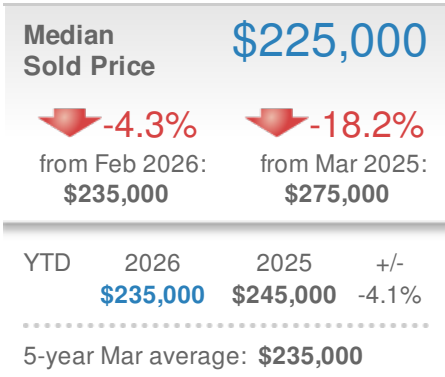 Median
Sold Price
$225,000
-4.3%
from Feb 2026:
$235,000
-18.2%
from Mar 2025:
$275,000
YTD 2026 2025 +/-
$235,000 $245,000 -4.1%
5-year Mar average: $235,000